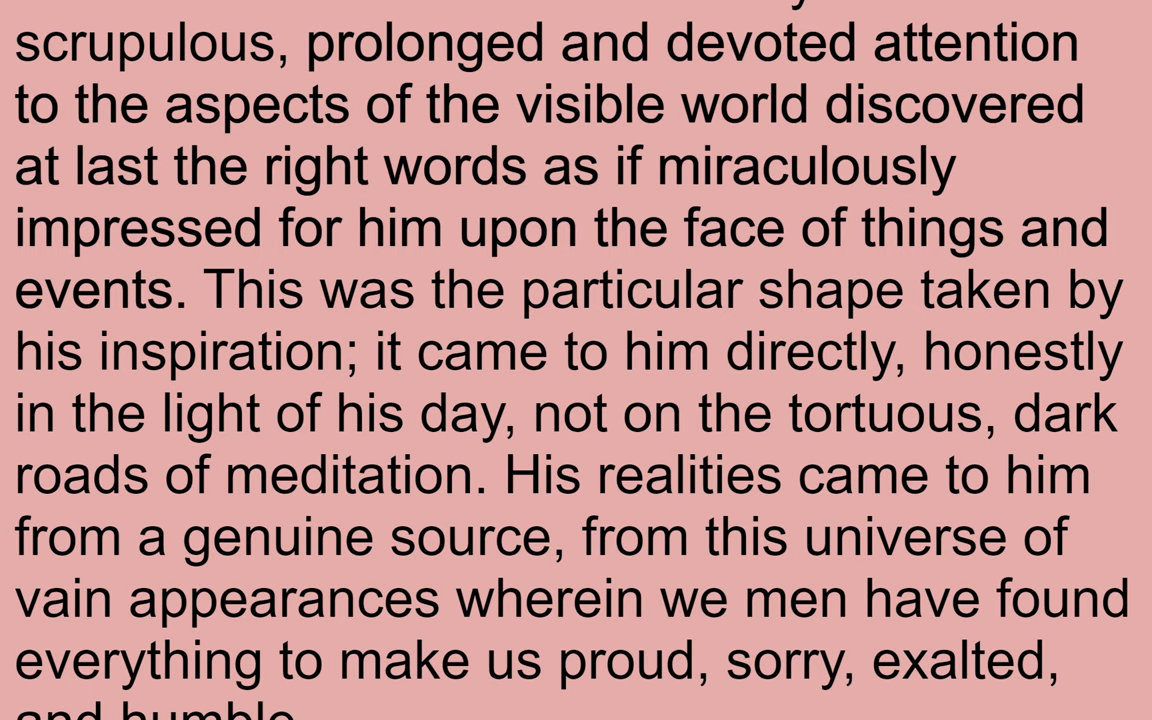 scrupulous, prolonged and devoted attention
to the aspects of the visible world discovered
at last the right words as if miraculously
impressed for him upon the face of things and
events. This was the particular shape taken by
his inspiration; it came to him directly, honestly
in the light of his day, not on the tortuous, dark
roads of meditation. His realities came to him
from a genuine source, from this universe of
vain appearances wherein we men have found
everything to make us proud, sorry, exalted,
and humble.